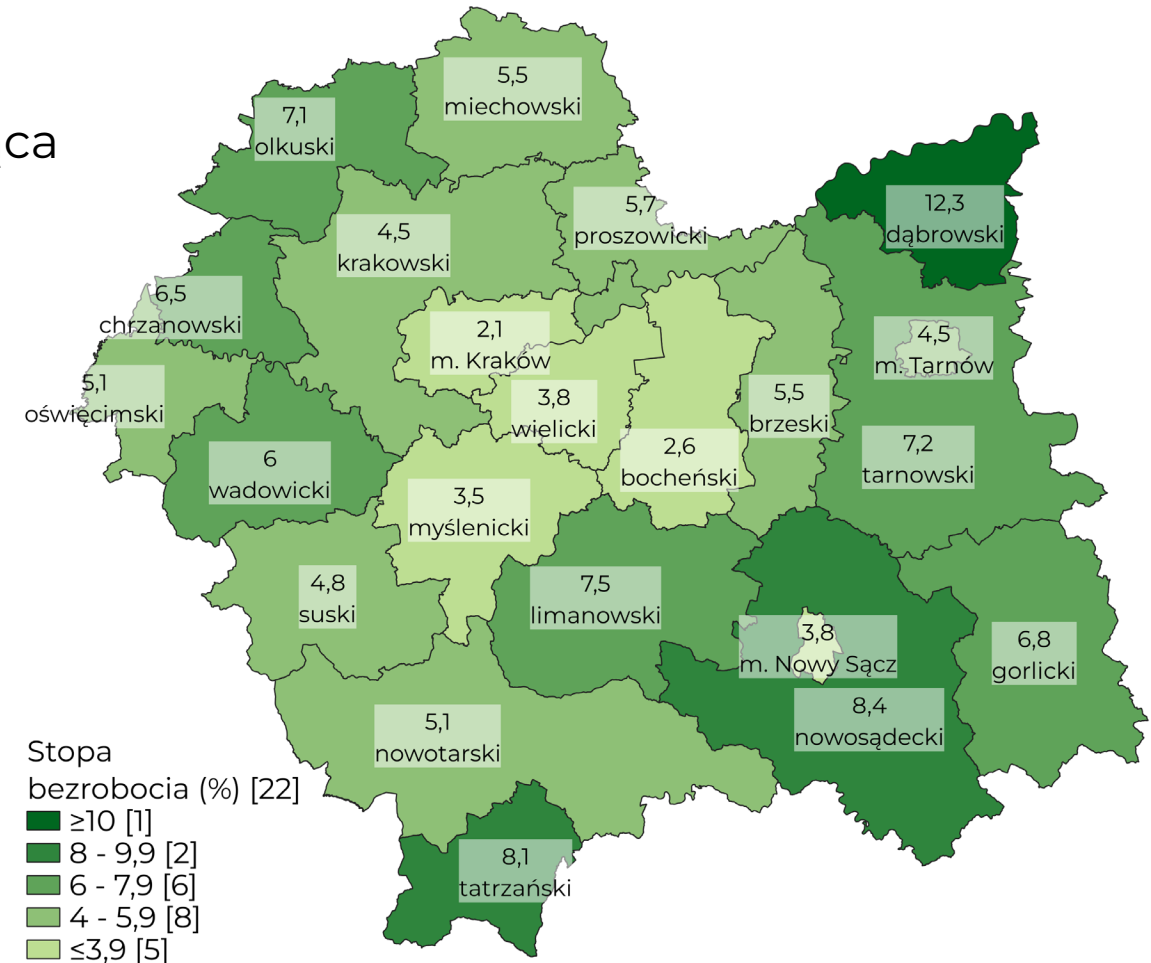 5,5
miechowski
7,1
olkuski
ca
12,3
dąbrowski
5,7
proszowicki
4,5
krakowski
6,5
chrzanowski
2,1
m. Kraków
4,5
m. Tarnów
5,1
oświęcimski
3,8
wielicki
5,5
brzeski
2,6
bocheński
7,2
tarnowski
6
wadowicki
3,5
myślenicki
4,8
suski
7,5
limanowski
3,8
m. Nowy Sącz
6,8
gorlicki
8,4
nowosądecki
5,1
nowotarski
8,1
tatrzański
Stopa
bezrobocia (%) [22]
≥10 [1]
8 - 9,9 [2]
6 - 7,9 [6]
4 - 5,9 [8]
≤3,9 [5]